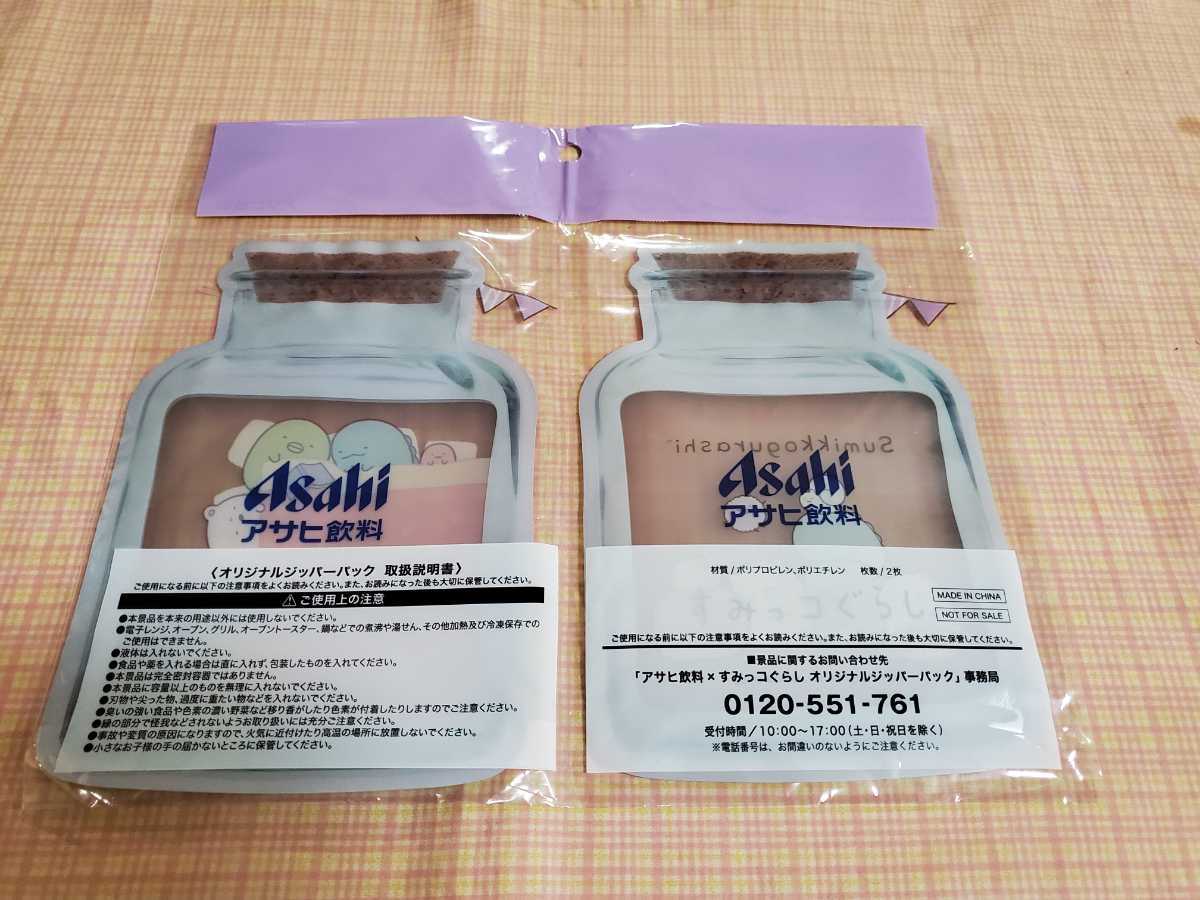 Asahi
アサヒ飲料
〈オリジナルジッパーパック 取扱説明書〉
ご使用になる前に以下の注意事項をよくお読みください。また、お読みになった後も大切に保管してください。
⚠ご使用上の注意
●本景品を本来の用途以外には使用しないでください。
●電子レンジ、オーブン、グリル、オーブントースター、鍋などでの煮沸や湯せん、その他加熱及び冷凍保存での
ご使用はできません。
●液体は入れないでください。
●食品や薬を入れる場合は直に入れず、包装したものを入れてください。
●本景品は完全密封容器ではありません。
●本景品に容量以上のものを無理に入れないでください。
●刃物や尖った物、過度に重たい物などを入れないでください。
●臭いの強い食品や色素の濃い野菜など移り香がしたり色素が付着したりしますのでご注意ください。
●縁の部分で怪我などされないようお取り扱いには充分ご注意ください。
●事故や変質の原因になりますので、火気に近付けたり高温の場所に放置しないでください。
●小さなお子様の手の届かないところに保管してください。
Sumikkogurashi
Asahi
アサヒ飲料
材質/ポリプロピレン、ポリエチレン 枚数/2枚
MADE IN CHINA
すみっコぐらし
NOT FOR SALE
ご使用になる前に以下の注意事項をよくお読みください。また、お読みになった後も大切に保管してください。
■景品に関するお問い合わせ先
「アサヒ飲料×すみっコぐらし オリジナルジッパーパック」事務局
0120-551-761
受付時間/10:00～17:00(土・日・祝日を除く)
※電話番号は、お間違いのないようにご注意ください。